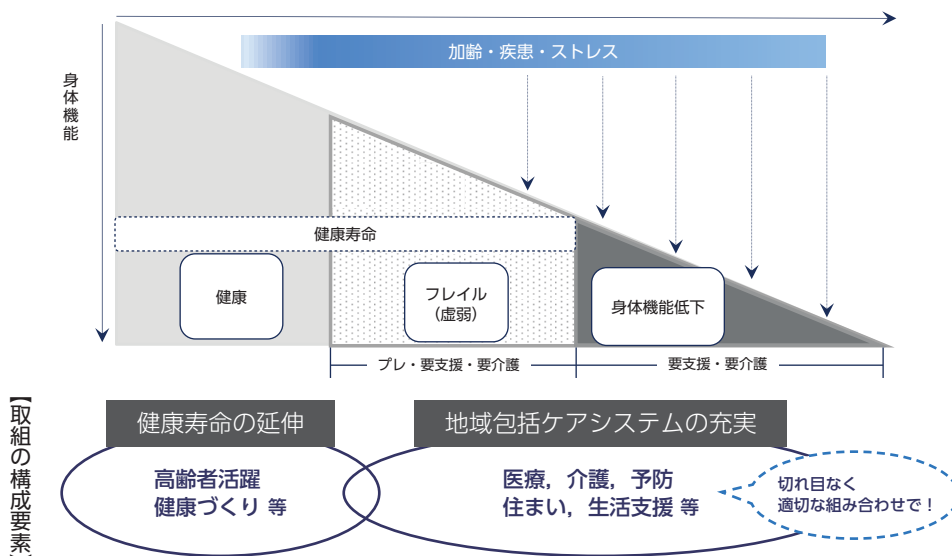 加齢・疾患・ストレス
身体機能
健康寿命
健康
フレイル
（虚弱）
身体機能低下
プレ・要支援・要介護
要支援・要介護
【取組の構成要素】
健康寿命の延伸
地域包括ケアシステムの充実
高齢者活躍
健康づくり 等
医療，介護，予防
住まい，生活支援 等
切れ目なく
適切な組み合わせで！